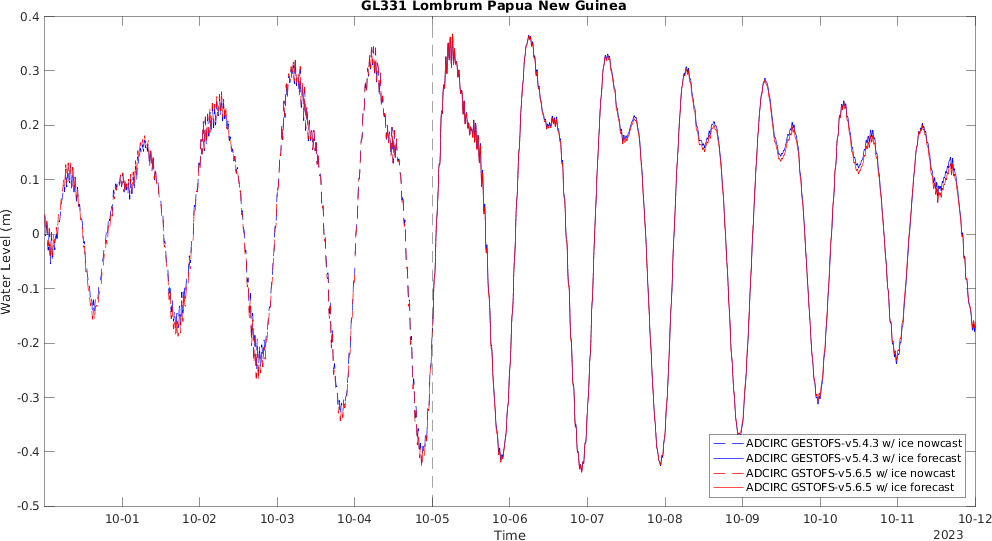 GL331 Lombrum Papua New Guinea
0.4
0.3
0.2
0.1
0
-0.1
-0.2
-0.3
-0.4
-0.5
Water Level (m)
ADCIRC GESTOFS-v5.4.3 w/ ice nowcast
ADCIRC GESTOFS-v5.4.3 w/ ice forecast
ADCIRC GSTOFS-v5.6.5 w/ ice nowcast
ADCIRC GSTOFS-v5.6.5 w/ ice forecast
10-01 10-02 10-03 10-04 10-05 10-06 10-07 10-08 10-09 10-10 10-11 10-12
Time
2023